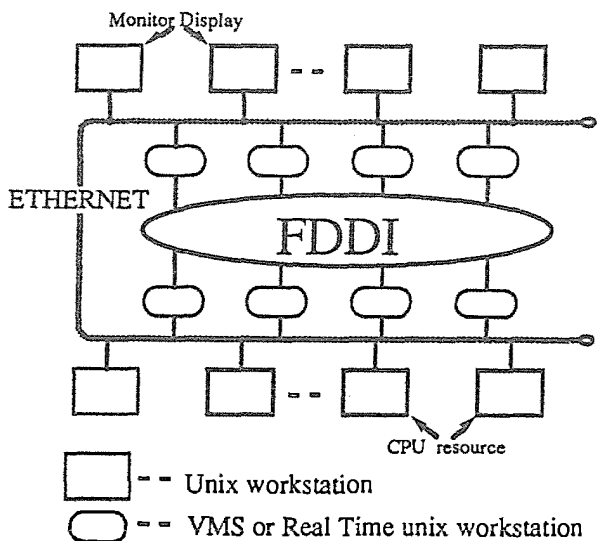 Monitor Display
ETHERNET
FDDI
CPU resource
-- Unix workstation
-- VMS or Real Time unix workstation